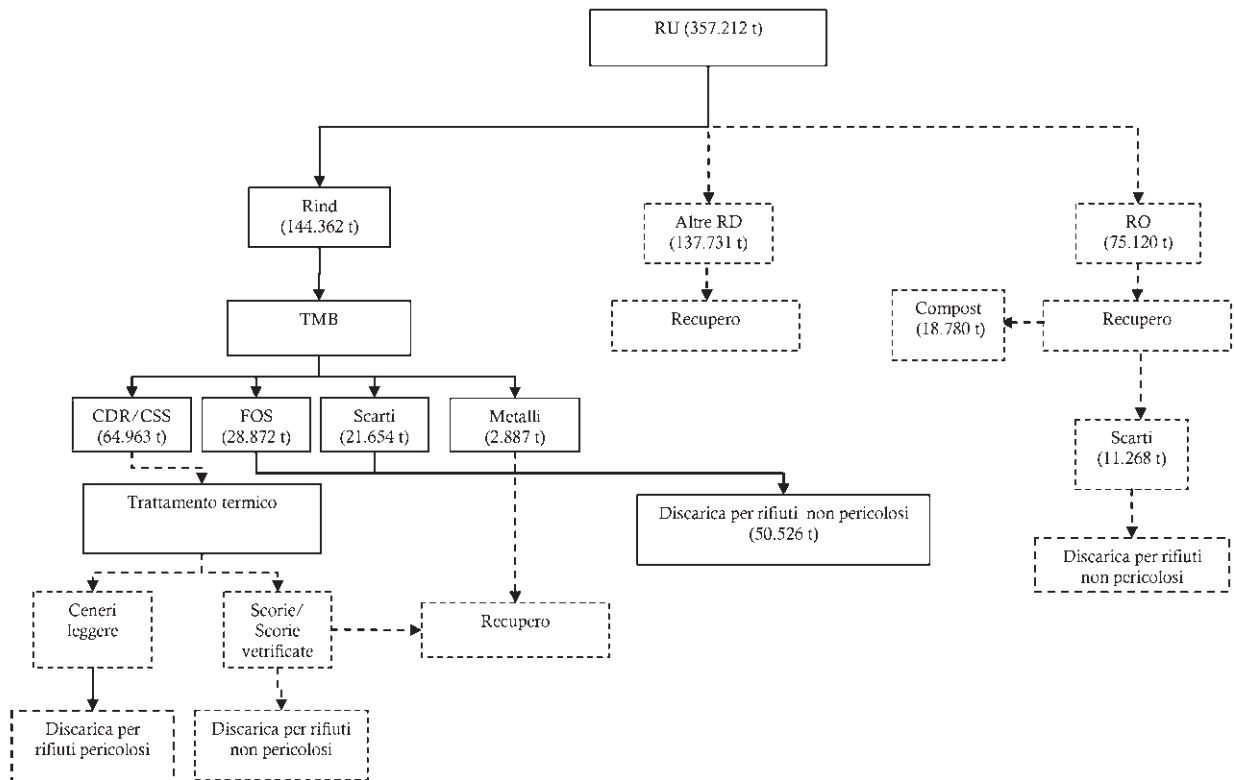 RU (357.212 t)
Rind
(144.362 t)
Altre RD
(137.731 t)
RO
(75.120 t)
TMB
Recupero
Compost
(18.780 t)
Recupero
CDR/CSS
(64.963 t)
FOS
(28.872 t)
Scarti
(21.654 t)
Metalli
(2.887 t)
Scarti
(11.268 t)
Trattamento termico
Discarica per rifiuti non pericolosi
(50.526 t)
Discarica per rifiuti
non pericolosi
Ceneri
leggere
Scorie/
Scorie
vetrificate
Recupero
Discarica per
rifiuti pericolosi
Discarica per rifiuti
non pericolosi